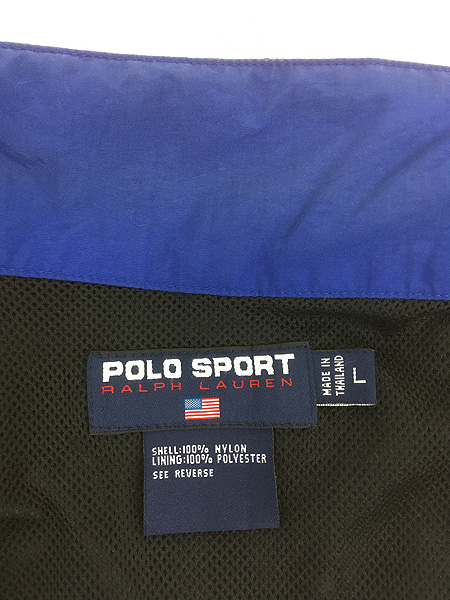 POLO SPORT
RALPH LAUREN
MADE IN
THAILAND
L
SHELL:100% NYLON
LINING:100% POLYESTER
SEE REVERSE